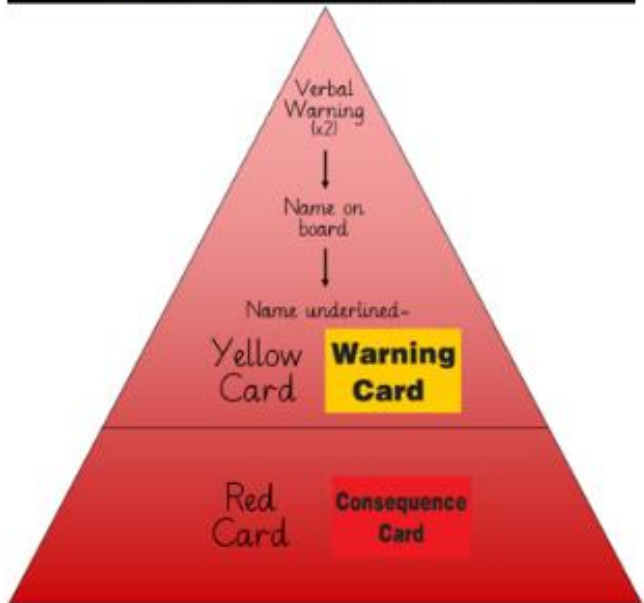 Verbal
Warning
(x2)
Name on
board
Name underlined=
Yellow
Card
Warning
Card
Red
Card
Consequence
Card